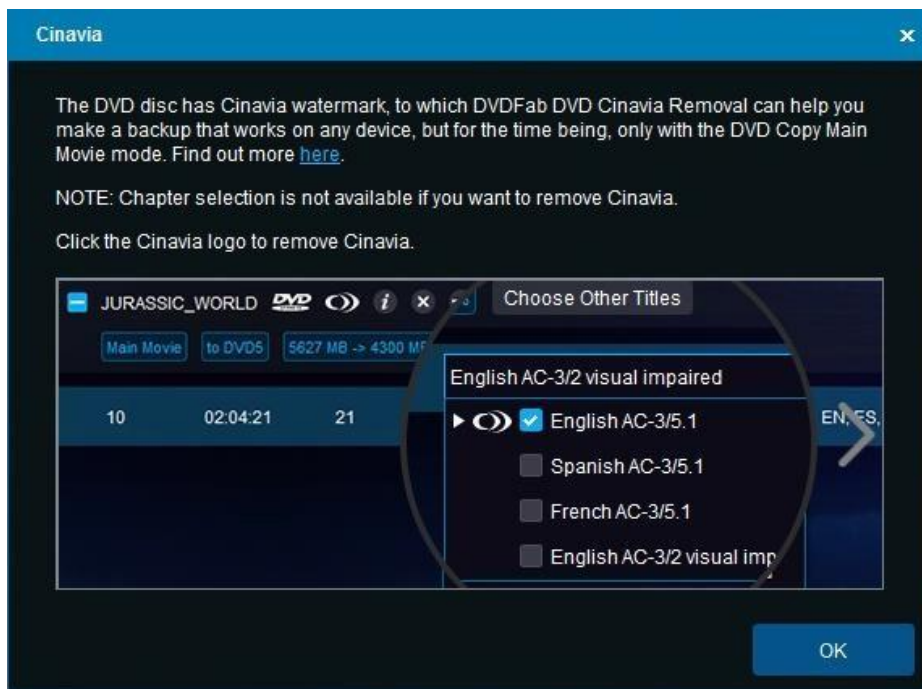 Cinavia
The DVD disc has Cinavia watermark, to which DVDFab DVD Cinavia Removal can help you
make a backup that works on any device, but for the time being, only with the DVD Copy Main
Movie mode. Find out more here.
NOTE: Chapter selection is not available if you want to remove Cinavia.
Click the Cinavia logo to remove Cinavia.
JURASSIC_WORLD DVD i Choose Other Titles
Main Movie to DVD5 5627 MB -> 4300
English AC-3/2 visual impaired
10 02:04:21 21 English AC-3/5.1 EN, ES,
Spanish AC-3/5.1
French AC-3/5.1
English AC-3/2 visual imp
OK